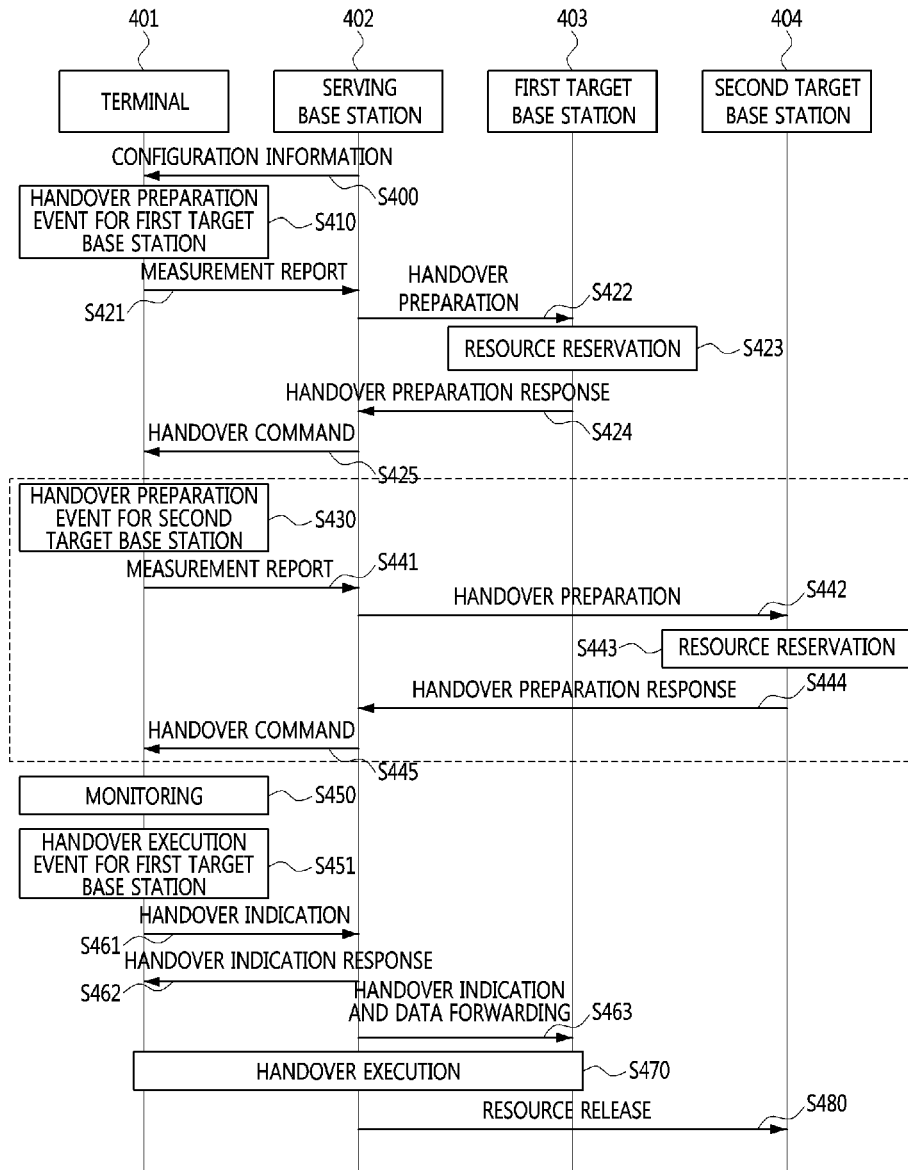 401
402
403
404
TERMINAL
SERVING
BASE STATION
FIRST TARGET
BASE STATION
SECOND TARGET
BASE STATION
CONFIGURATION INFORMATION
S400
HANDOVER PREPARATION
EVENT FOR FIRST TARGET
BASE STATION
S410
MEASUREMENT REPORT
S421
HANDOVER
PREPARATION
S422
RESOURCE RESERVATION
S423
HANDOVER PREPARATION RESPONSE
S424
HANDOVER COMMAND
S425
HANDOVER PREPARATION
EVENT FOR SECOND
TARGET BASE STATION
S430
MEASUREMENT REPORT
S441
HANDOVER PREPARATION
S442
S443
RESOURCE RESERVATION
HANDOVER PREPARATION RESPONSE
S444
HANDOVER COMMAND
S445
MONITORING
S450
HANDOVER EXECUTION
EVENT FOR FIRST TARGET
BASE STATION
S451
HANDOVER INDICATION
S461
HANDOVER INDICATION RESPONSE
S462
HANDOVER INDICATION
AND DATA FORWARDING
S463
HANDOVER EXECUTION
S470
RESOURCE RELEASE
S480